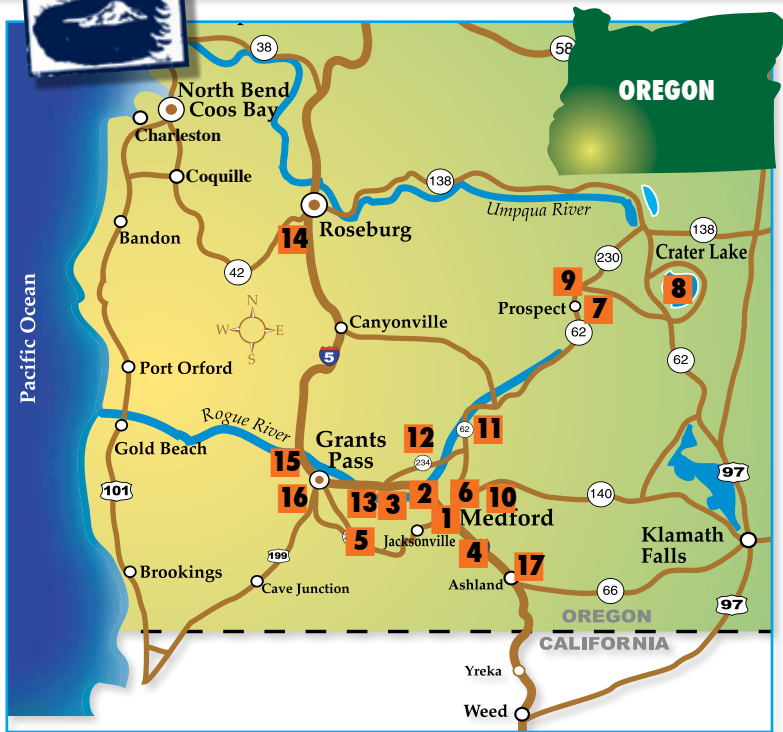 38
58
OREGON
North Bend
Coos Bay
Charleston
Coquille
138
Umpqua River
Bandon
14
Roseburg
138
Crater Lake
42
230
9
8
N
W E
S
Prospect
7
Canyonville
62
5
62
Pacific Ocean
Port Orford
Rogue River
Gold Beach
12
62
11
Grants
Pass
234
15
97
101
16
13
3
2
6
10
140
1
Medford
5
Jacksonville
Klamath
Falls
4
199
17
Brookings
Cave Junction
Ashland
66
97
OREGON
CALIFORNIA
Yreka
Weed